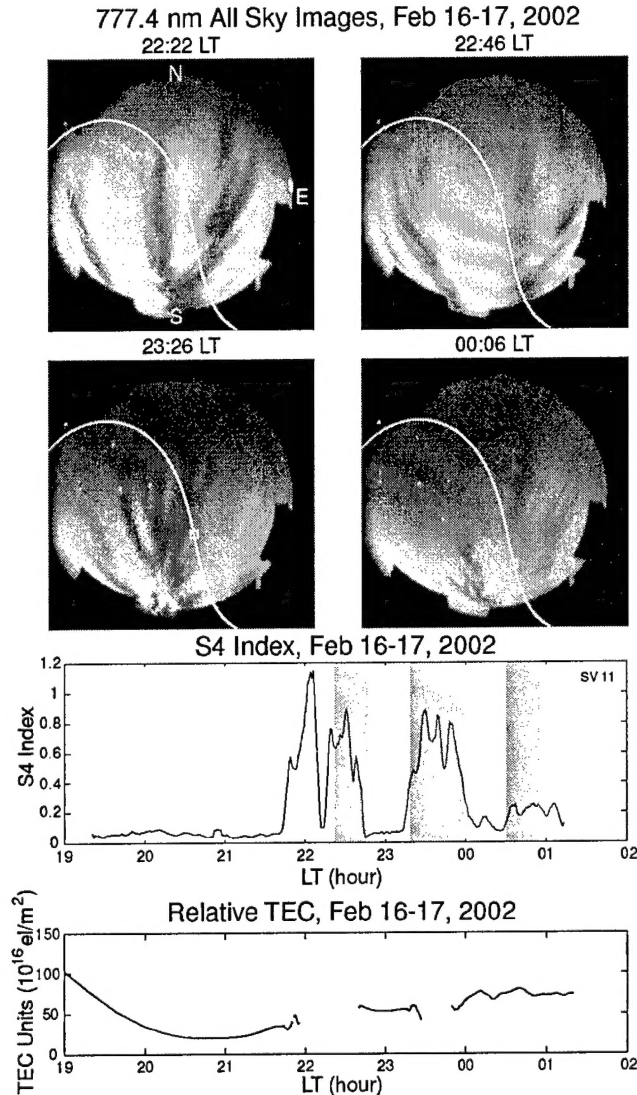 777.4 nm All Sky Images, Feb 16-17, 2002
22:22 LT
22:46 LT
N
E
S
23:26 LT
00:06 LT
S4 Index, Feb 16-17, 2002
SV 11
S4 Index
1.2
1
0.8
0.6
0.4
0.2
0
19 20 21 22 23 00 01 02
LT (hour)
Relative TEC, Feb 16-17, 2002
TEC Units (10^16 el/m^2)
150
100
50
0
19 20 21 22 23 00 01 02
LT (hour)